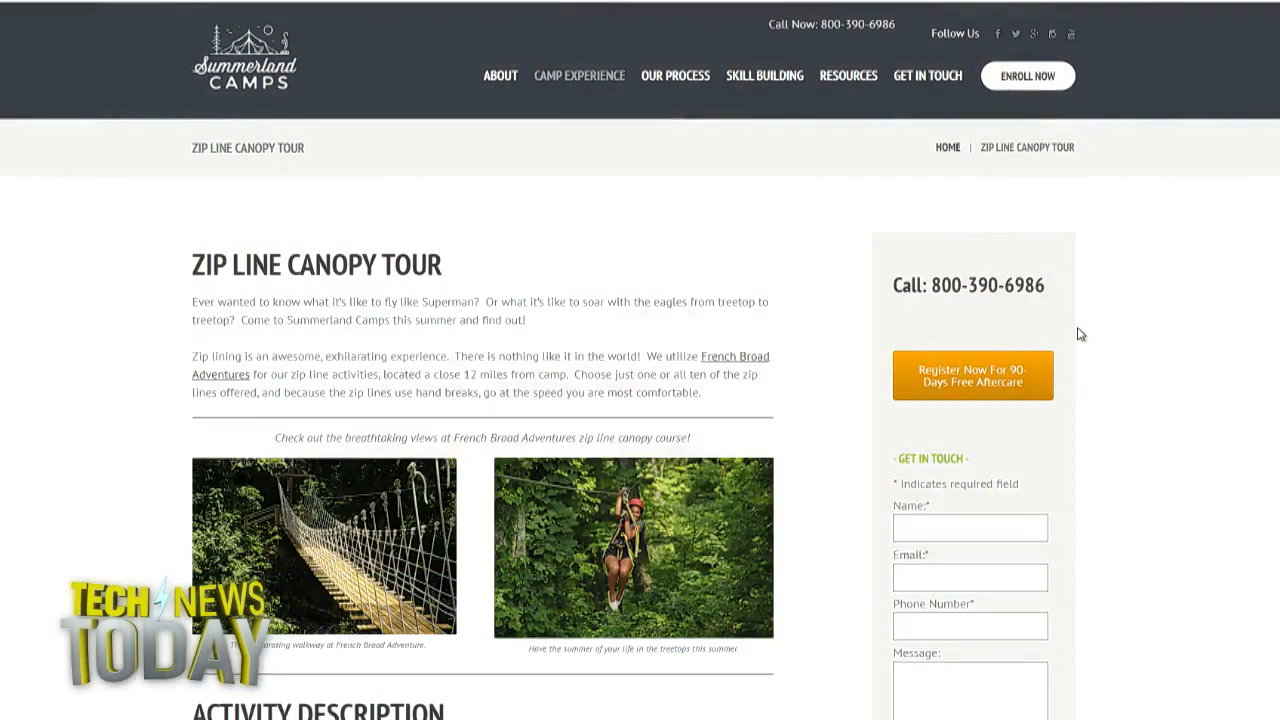 Summerland
CAMPS
Call Now: 800-390-6986
Follow Us
ABOUT CAMP EXPERIENCE OUR PROCESS SKILL BUILDING RESOURCES GET IN TOUCH ENROLL NOW
ZIP LINE CANOPY TOUR
HOME | ZIP LINE CANOPY TOUR
ZIP LINE CANOPY TOUR
Ever wanted to know what it's like to fly like Superman? Or what it's like to soar with the eagles from treetop to
treetop? Come to Summerland Camps this summer and find out!
Zip lining is an awesome, exhilarating experience. There is nothing like it in the world! We utilize French Broad
Adventures for our zip line activities, located a close 12 miles from camp. Choose just one or all ten of the zip
lines offered, and because the zip lines use hand breaks, go at the speed you are most comfortable.
Check out the breathtaking views at French Broad Adventures zip line canopy course!
walkway at French Broad Adventure.
Have the summer of your life in the treetops this summer.
ACTIVITY DESCRIPTION
Call: 800-390-6986
Register Now For 90-
Days Free Aftercare
- GET IN TOUCH -
* indicates required field
Name:*
Email:*
Phone Number*
Message:
TECH NEWS
TODAY